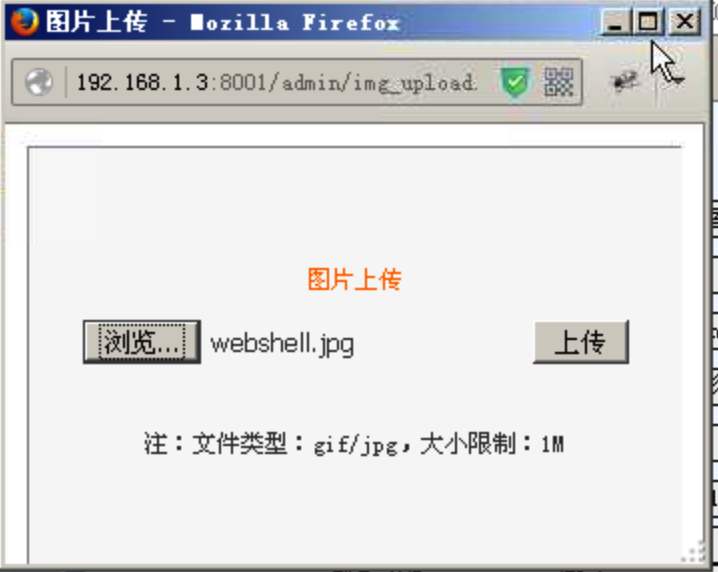 图片上传 - Mozilla Firefox
192.168.1.3:8001/admin/img_upload.
图片上传
浏览... webshell.jpg 上传
注：文件类型：gif/jpg，大小限制：1M